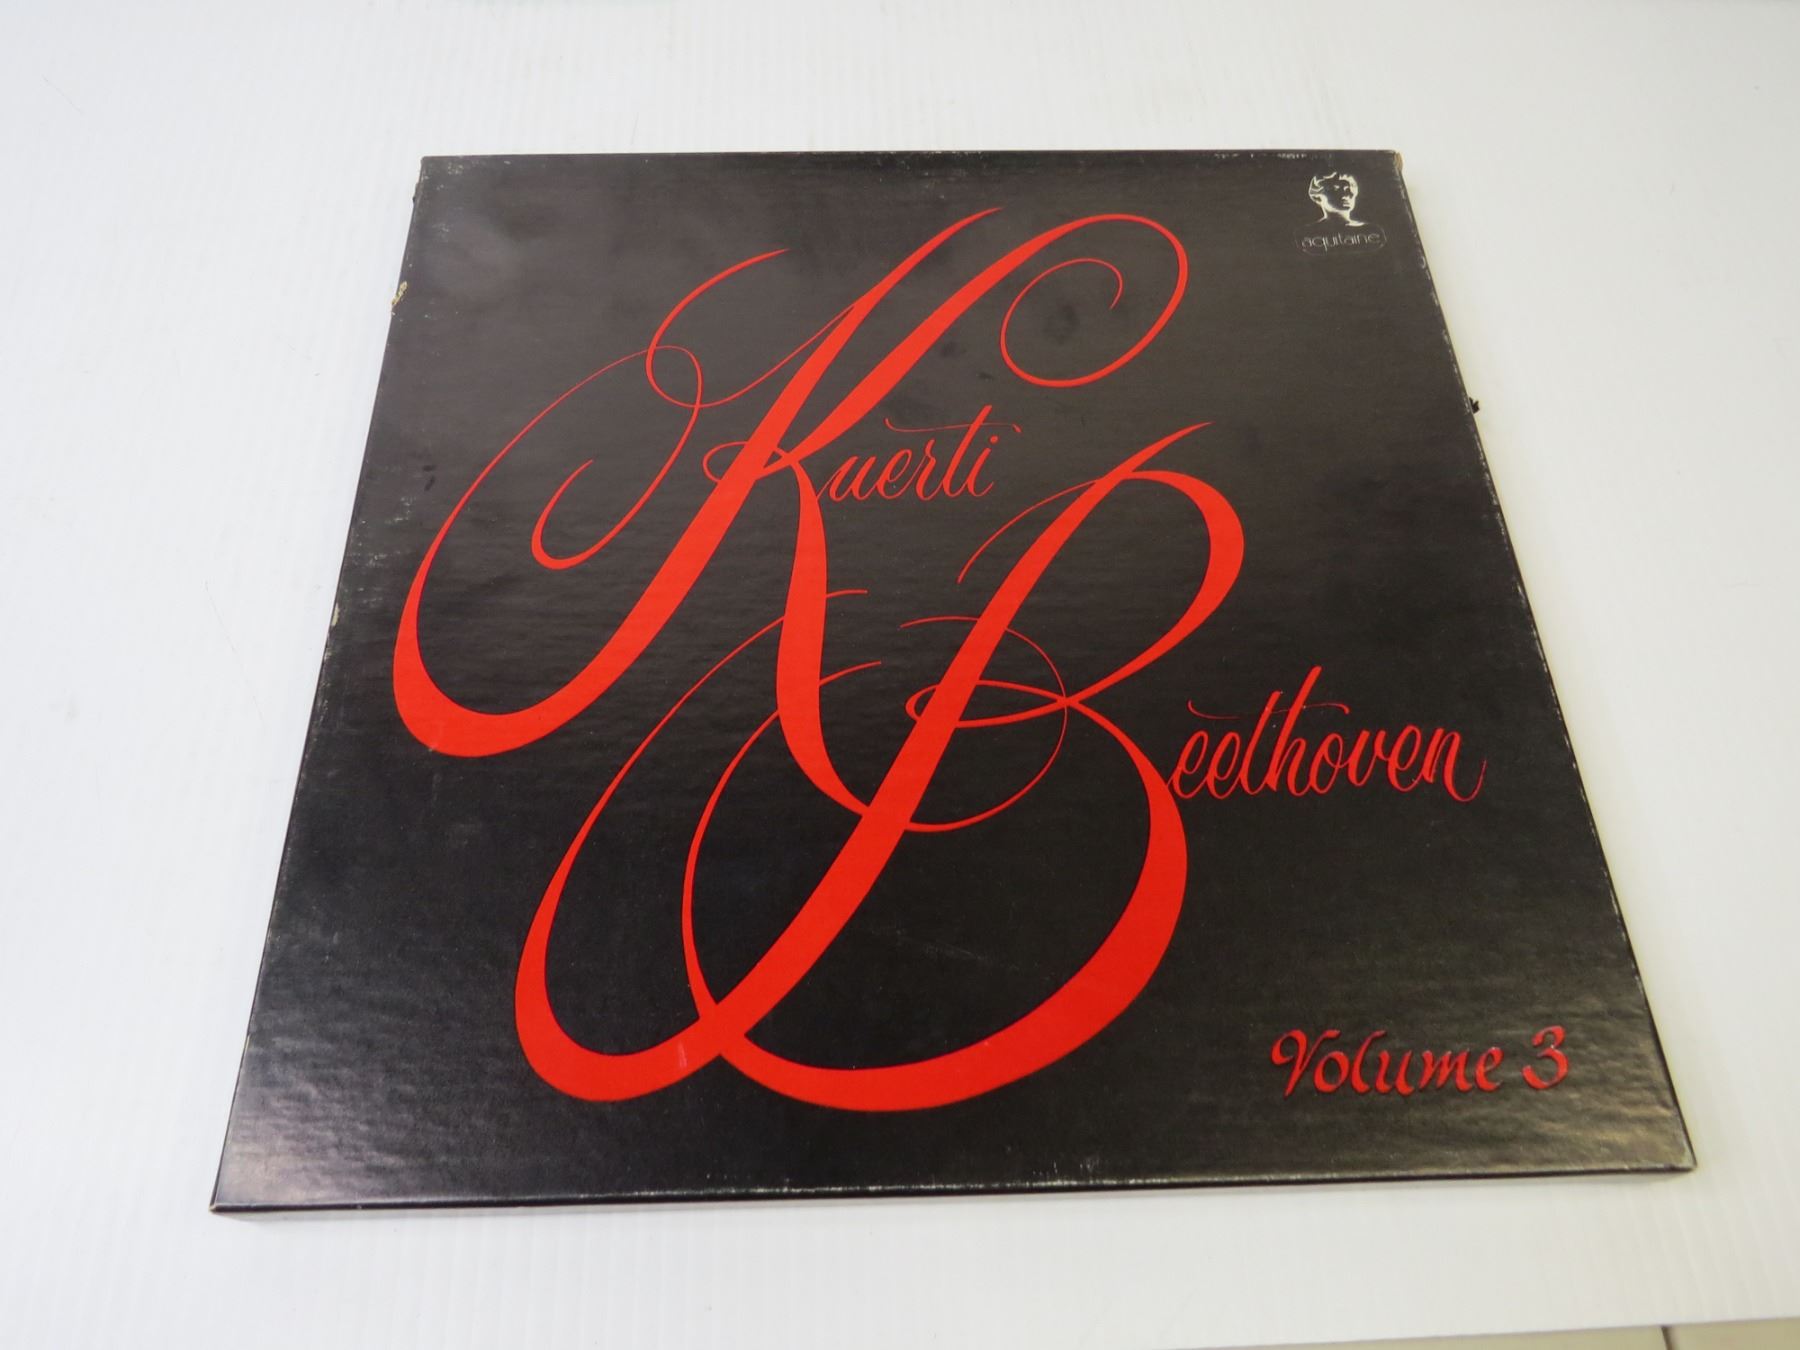 aquitaine
Kuerti
Beethoven
Volume 3